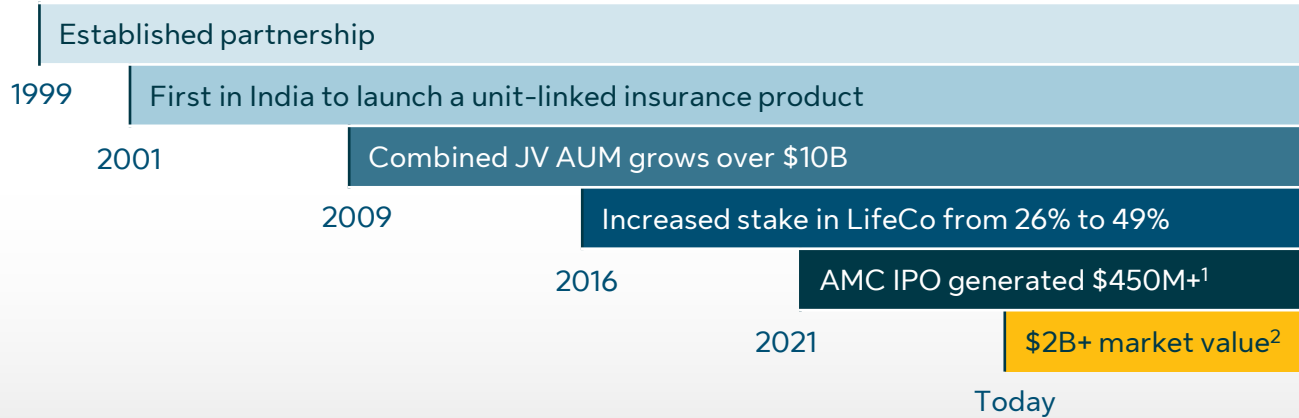 Established partnership
1999
First in India to launch a unit-linked insurance product
2001
Combined JV AUM grows over $10B
2009
Increased stake in LifeCo from 26% to 49%
2016
AMC IPO generated $450M+¹
2021
$2B+ market value²
Today